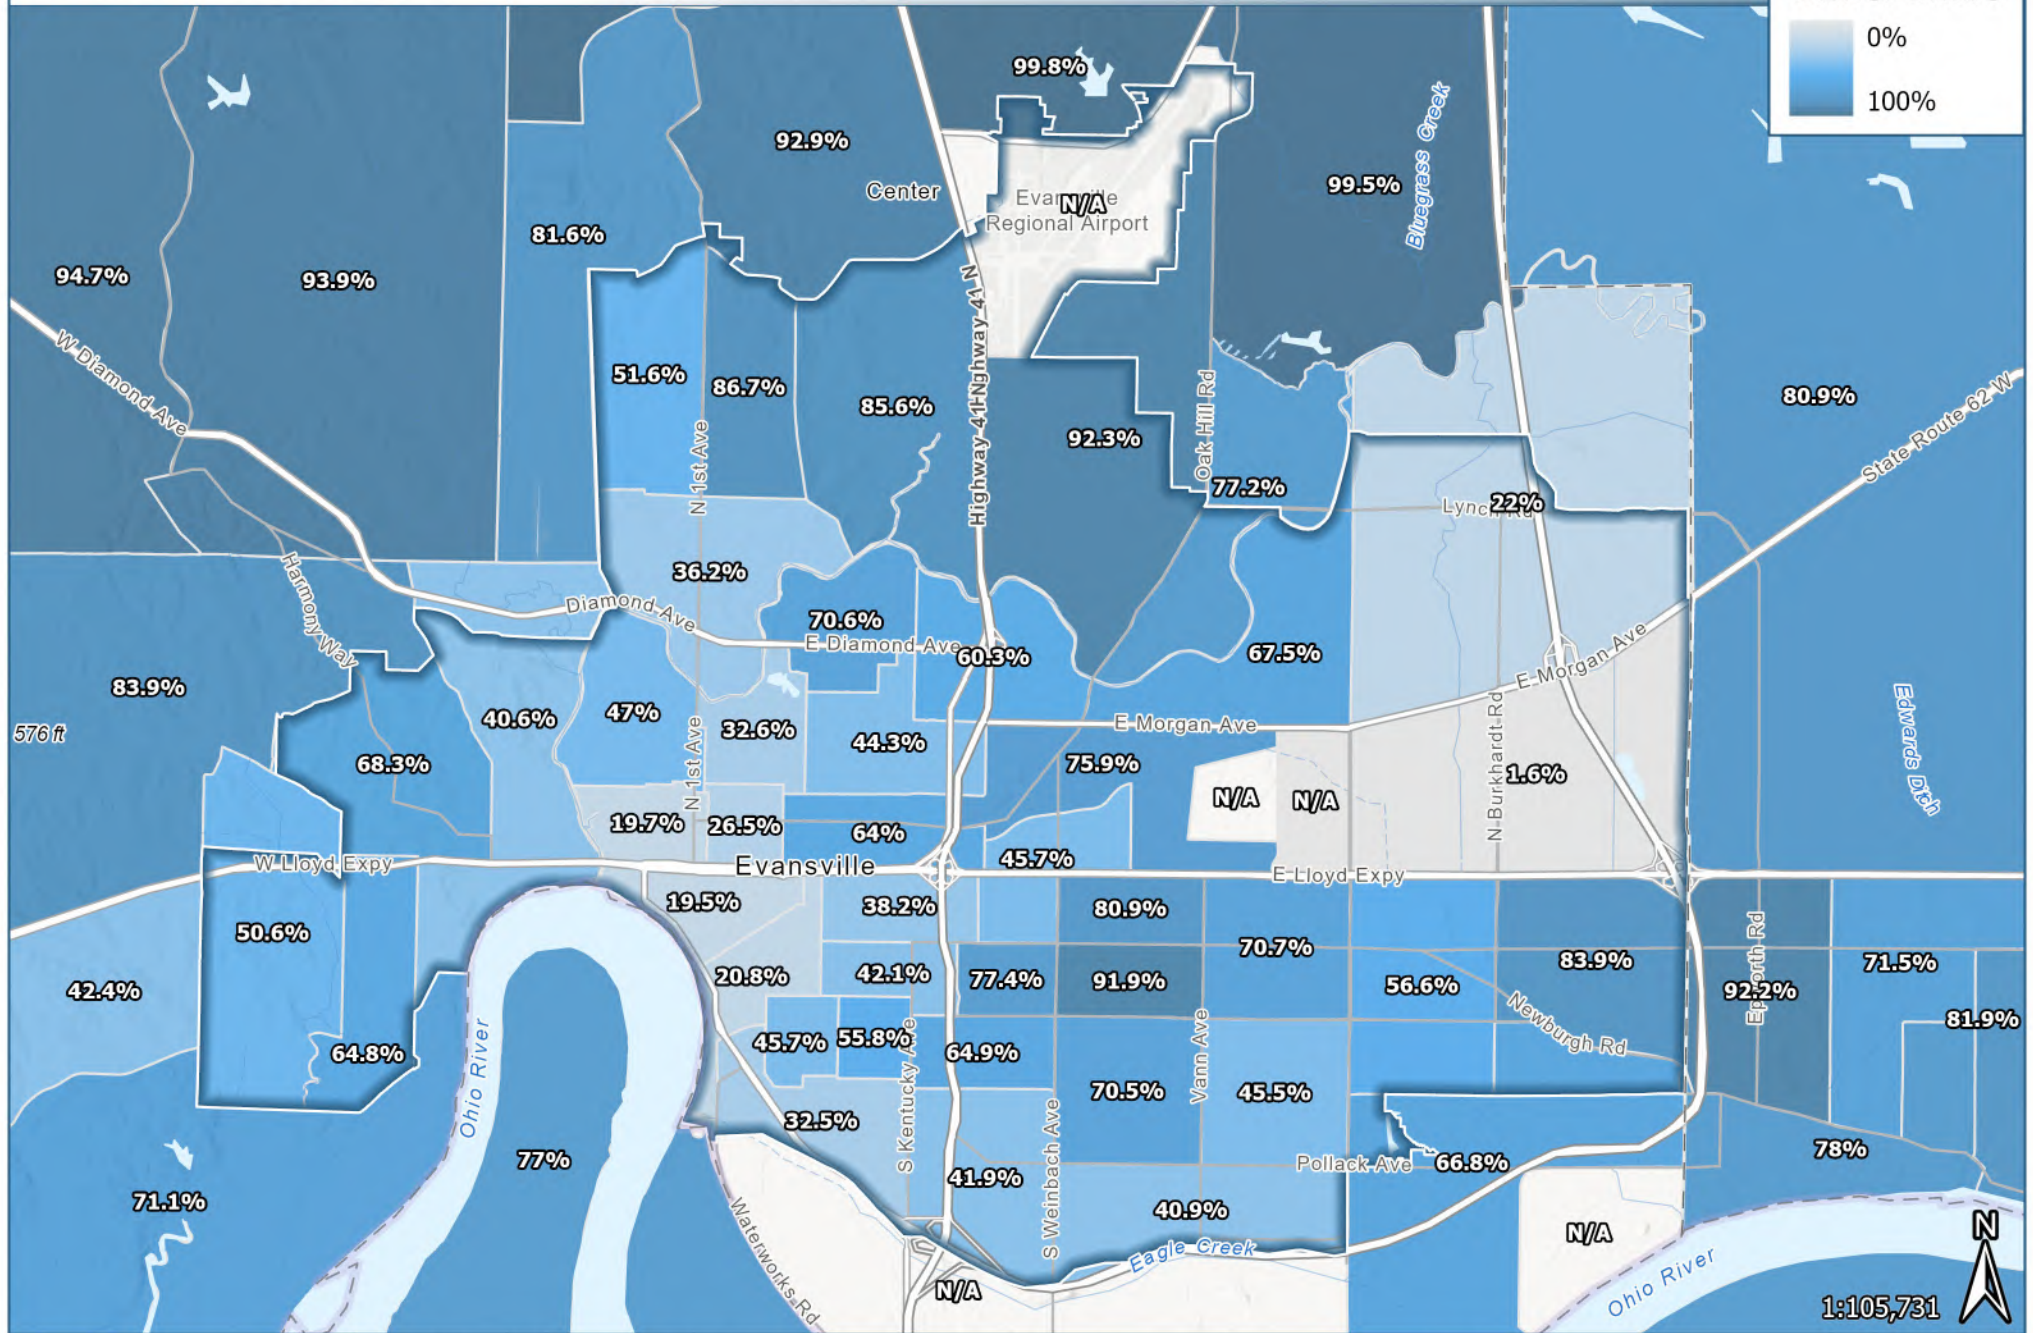 0%
100%
99.8%
92.9%
Center
Evansville
Regional Airport
N/A
99.5%
Bluegrass Creek
81.6%
94.7%
93.9%
W Diamond Ave
51.6%
86.7%
85.6%
Highway 41 N
Highway 41 N
92.3%
Oak Hill Rd
77.2%
80.9%
State Route 62 W
N 1st Ave
Lynch Rd
22%
Harmony Way
36.2%
Diamond Ave
70.6%
E Diamond Ave
60.3%
67.5%
E Morgan Ave
83.9%
576 ft
40.6%
47%
32.6%
44.3%
E Morgan Ave
N Burkhardt Rd
Edwards Ditch
68.3%
N 1st Ave
75.9%
N/A
N/A
1.6%
19.7%
26.5%
64%
45.7%
W Lloyd Expy
Evansville
E Lloyd Expy
19.5%
38.2%
80.9%
50.6%
70.7%
83.9%
Epworth Rd
71.5%
42.4%
20.8%
42.1%
77.4%
91.9%
56.6%
92.2%
81.9%
Newburgh Rd
64.8%
Ohio River
45.7%
55.8%
64.9%
Vann Ave
70.5%
45.5%
32.5%
S Kentucky Ave
S Weinbach Ave
77%
71.1%
41.9%
Pollack Ave
66.8%
78%
40.9%
Waterworks Rd
Eagle Creek
N/A
N/A
Ohio River
N
1:105,731